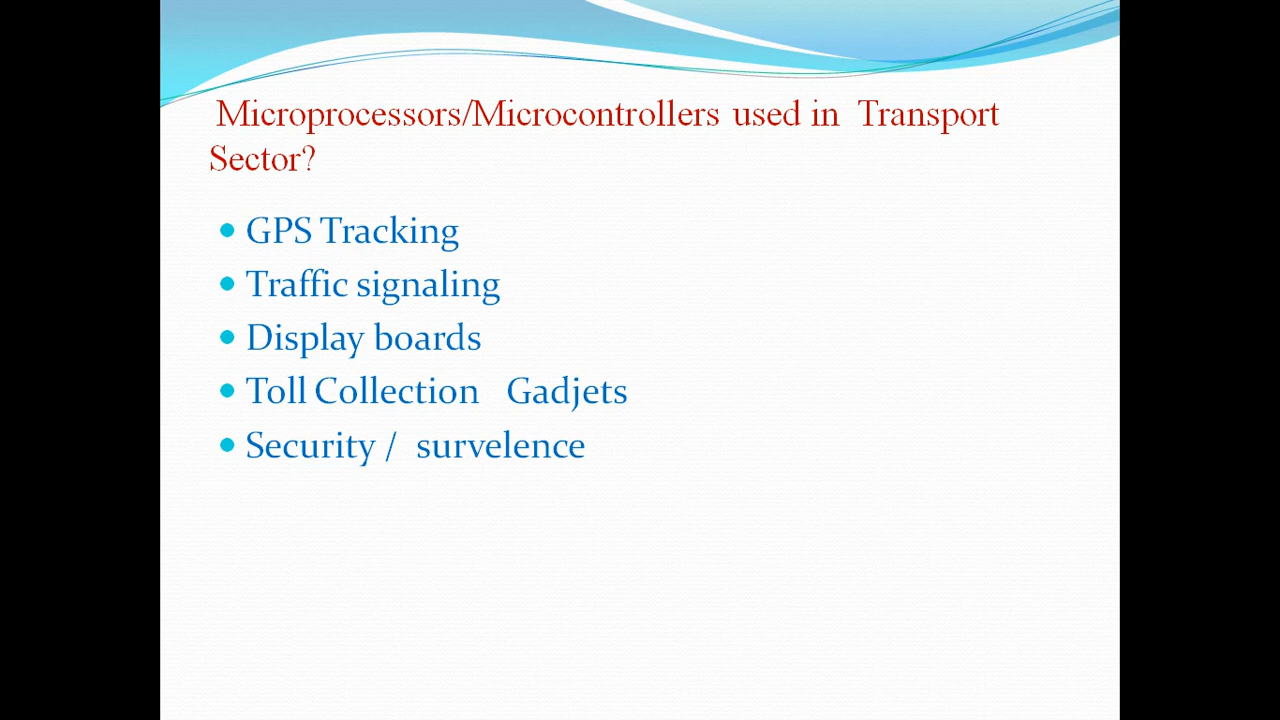 Microprocessors/Microcontrollers used in Transport
Sector?
• GPS Tracking
• Traffic signaling
• Display boards
• Toll Collection Gadjets
• Security / survelence